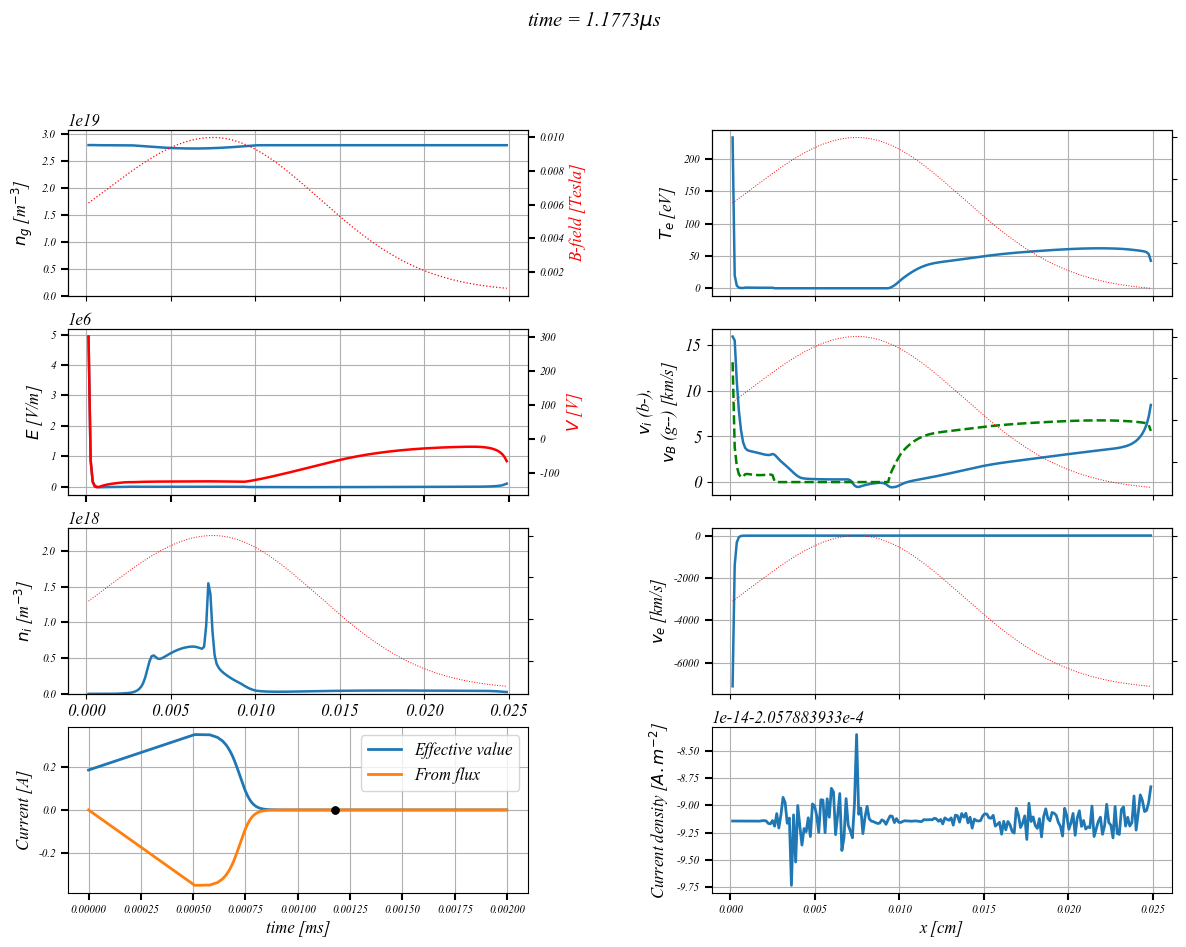 time = 1.1773μs
1e19
3.0
2.5
2.0
1.5
1.0
0.5
0.0
n_g [m^{-3}]
0.010
0.008
0.006
0.004
0.002
B-field [Tesla]
200
150
100
50
0
T_e [eV]
1e6
5
4
3
2
1
0
E [V/m]
300
200
100
0
-100
V [V]
15
10
5
0
v_i (b-),
v_B (g--) [km/s]
1e18
2.0
1.5
1.0
0.5
0.0
n_i [m^{-3}]
0.000 0.005 0.010 0.015 0.020 0.025
0
-2000
-4000
-6000
v_e [km/s]
Effective value
From flux
0.2
0.0
-0.2
Current [A]
0.00000 0.00025 0.00050 0.00075 0.00100 0.00125 0.00150 0.00175 0.00200
time [ms]
1e-14-2.057883933e-4
-8.50
-8.75
-9.00
-9.25
-9.50
-9.75
Current density [A.m^{-2}]
0.000 0.005 0.010 0.015 0.020 0.025
x [cm]